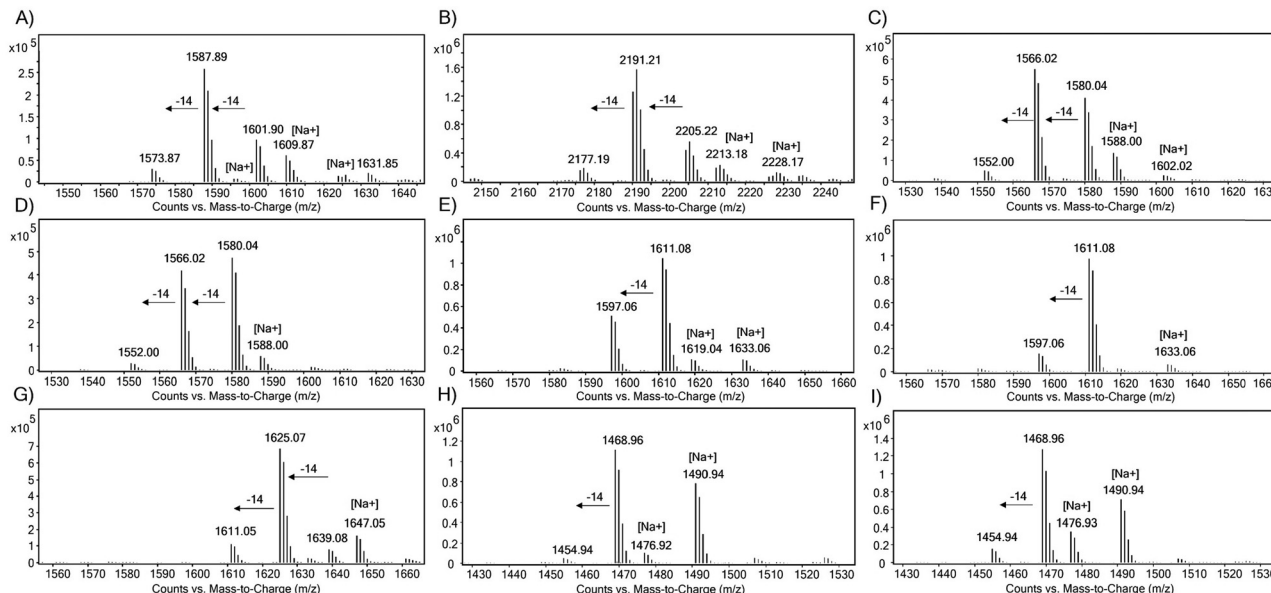 A)
x10 5
2.5
2
1.5
1
0.5
0
1587.89
-14 -14
1573.87
[Na+]
1601.90
[Na+]
1609.87
[Na+] 1631.85
1550 1560 1570 1580 1590 1600 1610 1620 1630 1640
Counts vs. Mass-to-Charge (m/z)
B)
x10 6
1.6
1.4
1.2
1
0.8
0.6
0.4
0.2
0
2191.21
-14 -14
2177.19
2205.22
[Na+]
2213.18
[Na+]
2228.17
2150 2160 2170 2180 2190 2200 2210 2220 2230 2240
Counts vs. Mass-to-Charge (m/z)
C)
x10 5
6
5
4
3
2
1
0
1566.02
-14 -14
1552.00
1580.04
[Na+]
1588.00
[Na+]
1602.02
1530 1540 1550 1560 1570 1580 1590 1600 1610 1620 163
Counts vs. Mass-to-Charge (m/z)
D)
x10 5
5
4
3
2
1
0
1566.02
1580.04
-14 -14
1552.00
[Na+]
1588.00
1530 1540 1550 1560 1570 1580 1590 1600 1610 1620 1630
Counts vs. Mass-to-Charge (m/z)
E)
x10 6
1
0.8
0.6
0.4
0.2
0
1611.08
-14
1597.06
[Na+]
1619.04
[Na+]
1633.06
1560 1570 1580 1590 1600 1610 1620 1630 1640 1650 1660
Counts vs. Mass-to-Charge (m/z)
F)
x10 6
1
0.8
0.6
0.4
0.2
0
1611.08
-14
1597.06
[Na+]
1633.06
1560 1570 1580 1590 1600 1610 1620 1630 1640 1650 166
Counts vs. Mass-to-Charge (m/z)
G)
x10 5
7
6
5
4
3
2
1
0
1625.07
-14
-14
1611.05
1639.08
[Na+]
1647.05
1560 1570 1580 1590 1600 1610 1620 1630 1640 1650 1660
Counts vs. Mass-to-Charge (m/z)
H)
x10 6
1.2
1
0.8
0.6
0.4
0.2
0
1468.96
-14
1454.94
[Na+]
1476.92
[Na+]
1490.94
1430 1440 1450 1460 1470 1480 1490 1500 1510 1520 1530
Counts vs. Mass-to-Charge (m/z)
I)
x10 6
1.4
1.2
1
0.8
0.6
0.4
0.2
0
1468.96
-14
1454.94
[Na+]
1476.93
[Na+]
1490.94
1430 1440 1450 1460 1470 1480 1490 1500 1510 1520 1530
Counts vs. Mass-to-Charge (m/z)